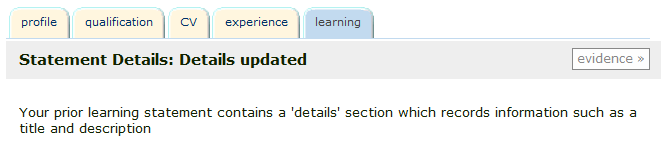 profile qualification CV experience learning
Statement Details: Details updated evidence »
Your prior learning statement contains a 'details' section which records information such as a
title and description